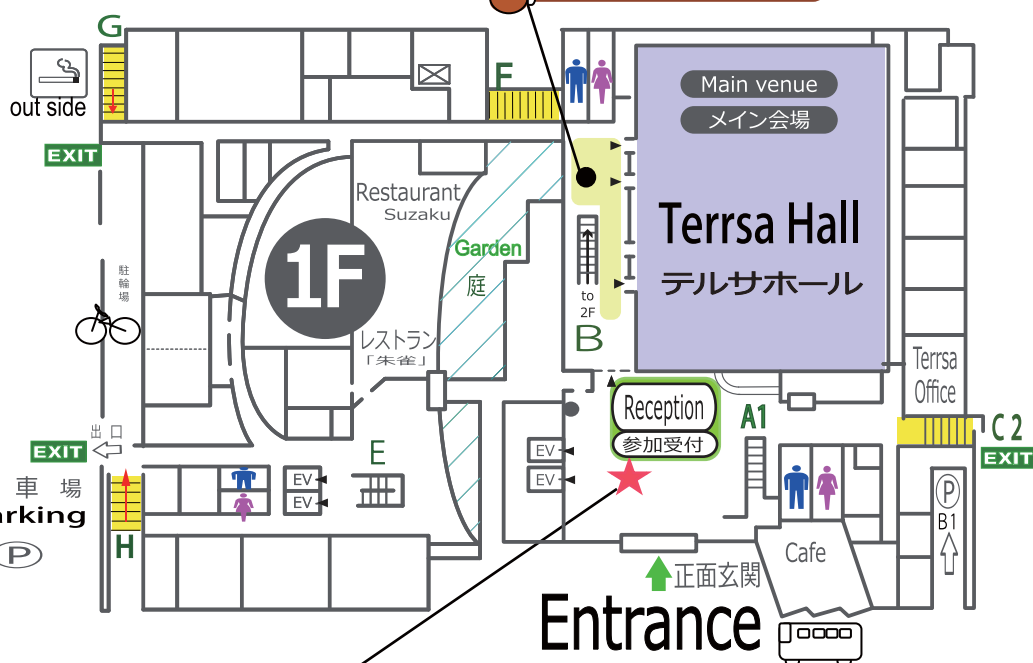 G
out side
EXIT
F
Main venue
メイン会場
Restaurant
Suzaku
Garden
庭
1F
駐輪場
レストラン
「朱雀」
to
2F
B
Terrsa Hall
テルサホール
Terrsa
Office
Reception
参加受付
A1
C 2
EXIT
EXIT
口
E
EV
EV
EV
EV
車 場
arking
P
H
P
B1
Cafe
正面玄関
Entrance